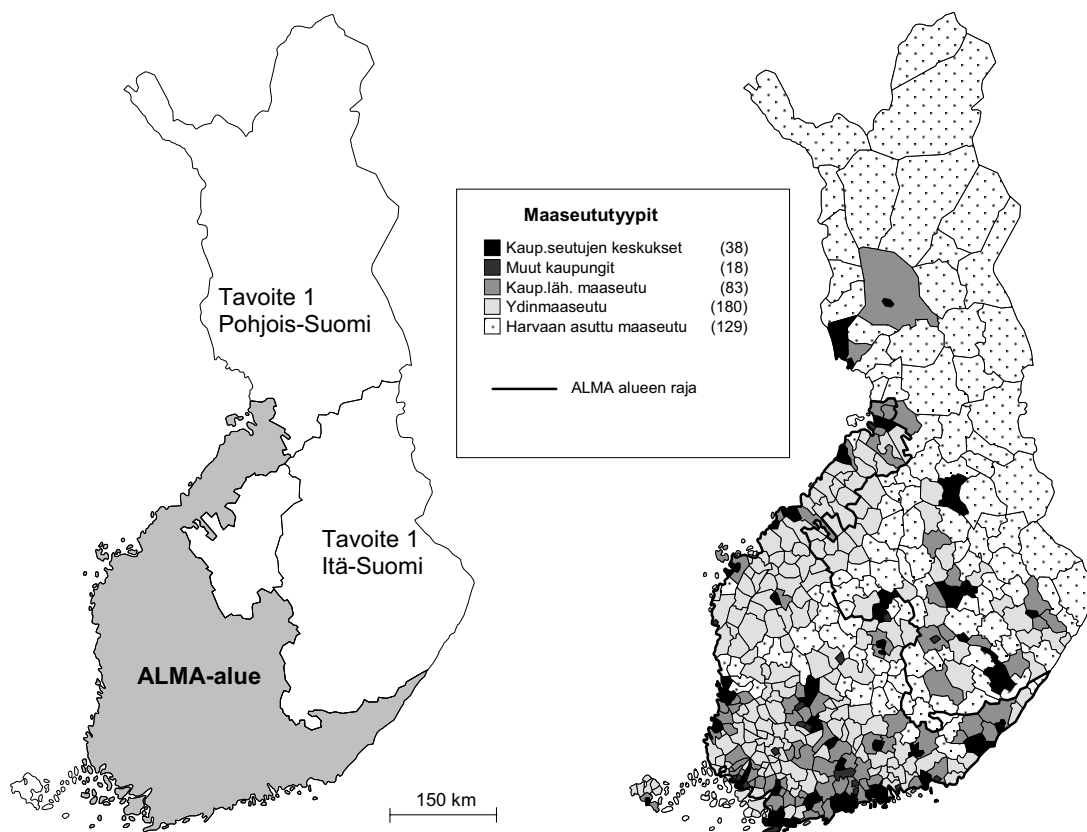 Tavoite 1
Pohjois-Suomi
Tavoite 1
Itä-Suomi
ALMA-alue
150 km
Maaseututyypit
Kaup.seutujen keskukset (38)
Muut kaupungit (18)
Kaup.läh. maaseutu (83)
Ydinmaaseutu (180)
Harvaan asuttu maaseutu (129)
ALMA alueen raja